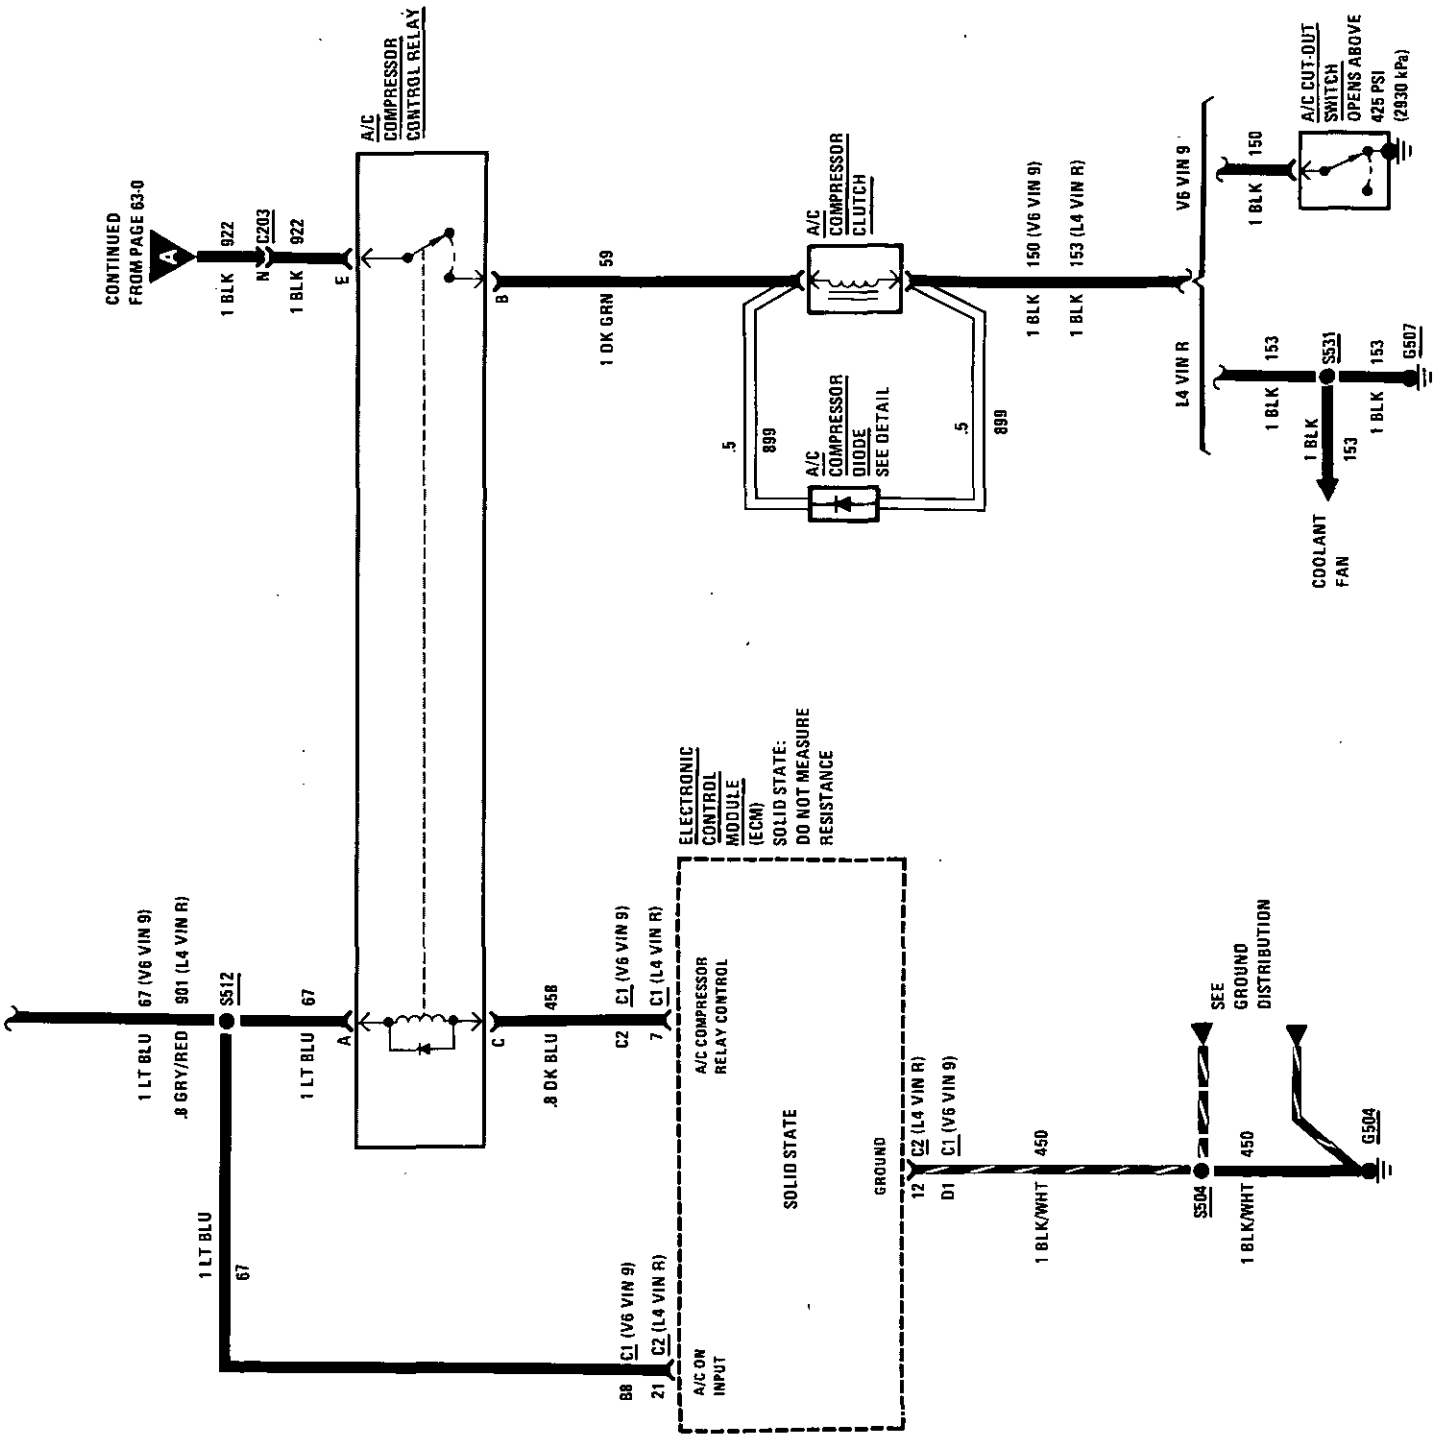 CONTINUED
FROM PAGE 63-0
A
1 BLK 922
N C203
1 BLK 922
E
A/C
COMPRESSOR
CONTROL RELAY
B
1 DK GRN 59
1 LT BLU 67 (V6 VIN 9)
.8 GRY/RED 901 (L4 VIN R)
S512
1 LT BLU 67
A
C
.8 DK BLU 458
C2 C1 (V6 VIN 9)
7 C1 (L4 VIN R)
1 LT BLU
67
B8 C1 (V6 VIN 9)
21 C2 (L4 VIN R)
A/C ON
INPUT
A/C COMPRESSOR
RELAY CONTROL
SOLID STATE
GROUND
ELECTRONIC
CONTROL
MODULE
(ECM)
SOLID STATE:
DO NOT MEASURE
RESISTANCE
12 C2 (L4 VIN R)
D1 C1 (V6 VIN 9)
1 BLK/WHT 450
S504
1 BLK/WHT 450
G504
SEE
GROUND
DISTRIBUTION
A/C
COMPRESSOR
CLUTCH
.5
899
A/C
COMPRESSOR
DIODE
SEE DETAIL
.5
899
1 BLK 150 (V6 VIN 9)
1 BLK 153 (L4 VIN R)
L4 VIN R
V6 VIN 9
1 BLK 153
S531
1 BLK
153
1 BLK 153
G507
COOLANT
FAN
1 BLK 150
A/C CUT-OUT
SWITCH
OPENS ABOVE
425 PSI
(2930 kPa)